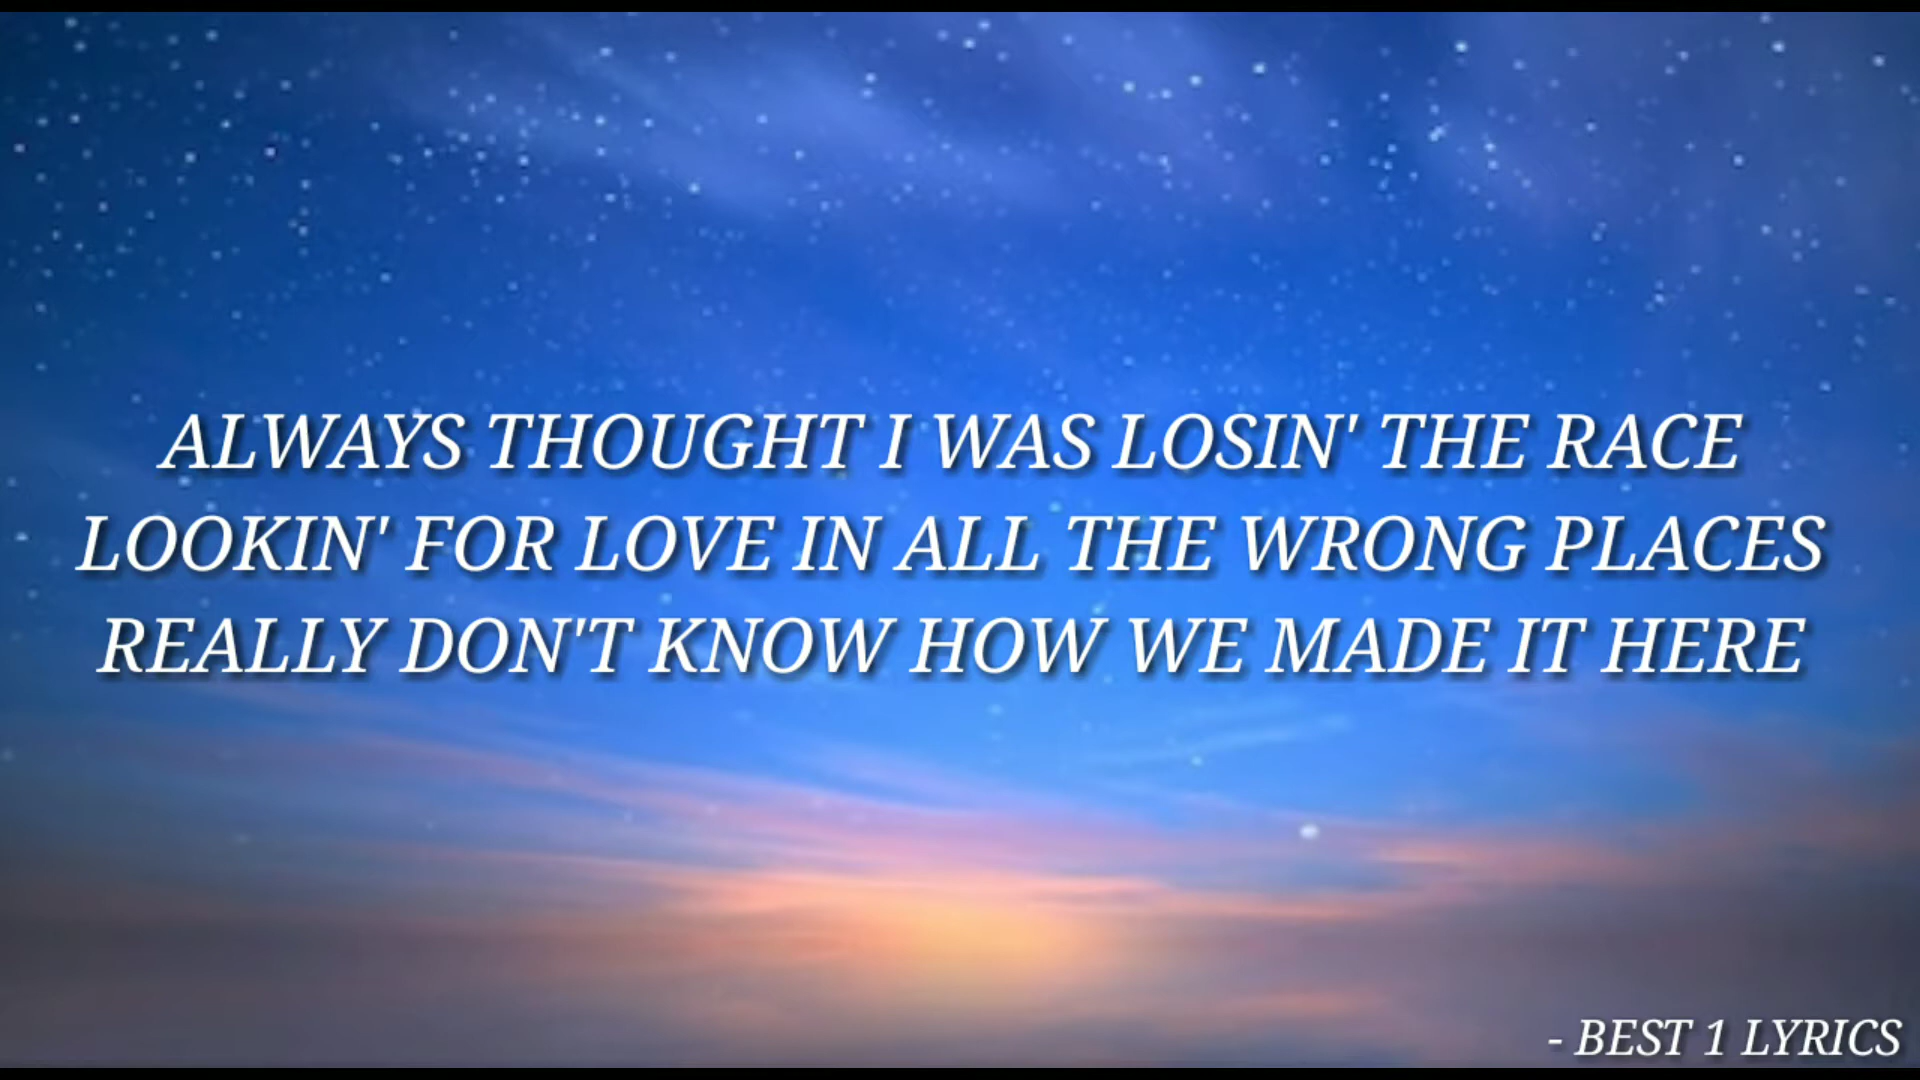 ALWAYS THOUGHT I WAS LOSIN' THE RACE
LOOKIN' FOR LOVE IN ALL THE WRONG PLACES
REALLY DON'T KNOW HOW WE MADE IT HERE
- BEST 1 LYRICS